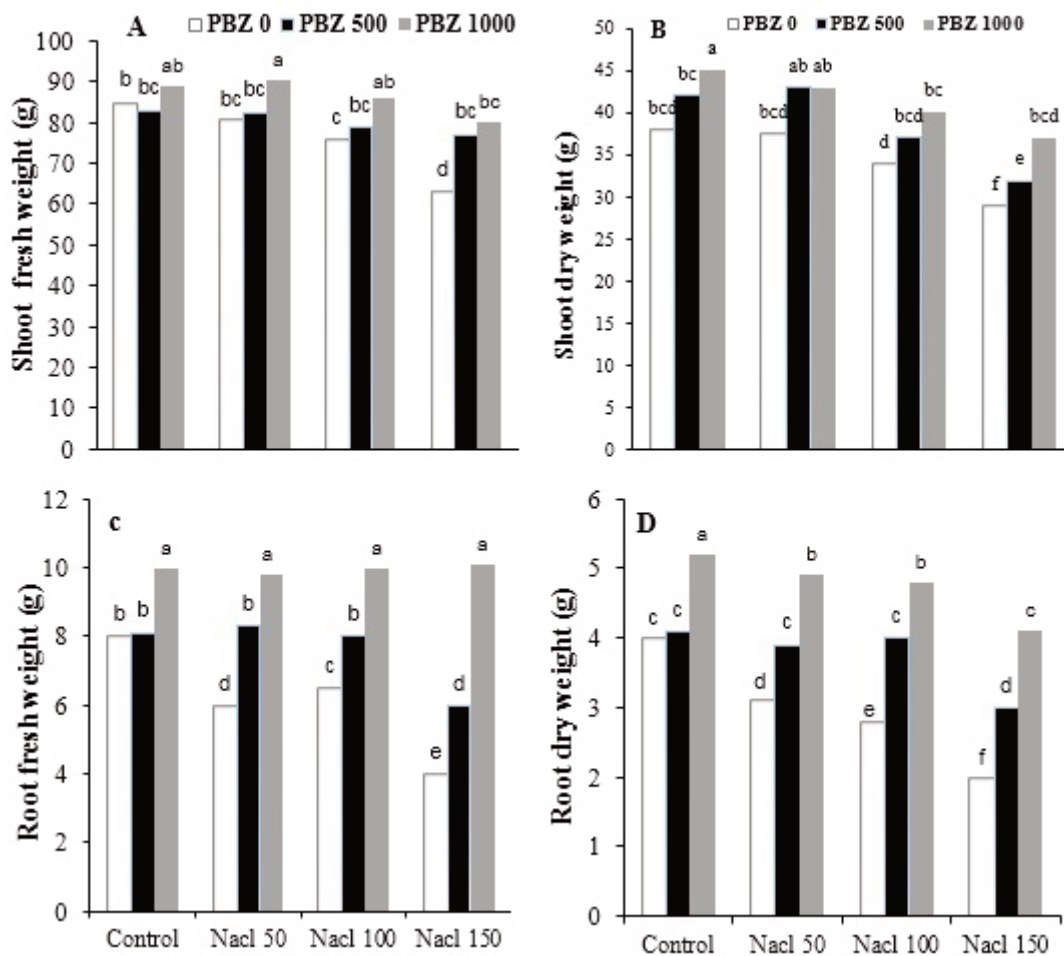 A PBZ 0 PBZ 500 PBZ 1000
Shoot fresh weight (g)
100
90
80
70
60
50
40
30
20
10
0
b bc ab
bc bc a
c bc ab
d bc bc
B PBZ 0 PBZ 500 PBZ 1000
Shoot dry weight (g)
50
45
40
35
30
25
20
15
10
5
0
bcd bc a
bcd ab ab
d bcd bc
f e bcd
c
Root fresh weight (g)
12
10
8
6
4
2
0
b b a
d b a
c b a
e d a
Control Nacl 50 Nacl 100 Nacl 150
D
Root dry weight (g)
6
5
4
3
2
1
0
c c a
d c b
e c b
f d c
Control Nacl 50 Nacl 100 Nacl 150